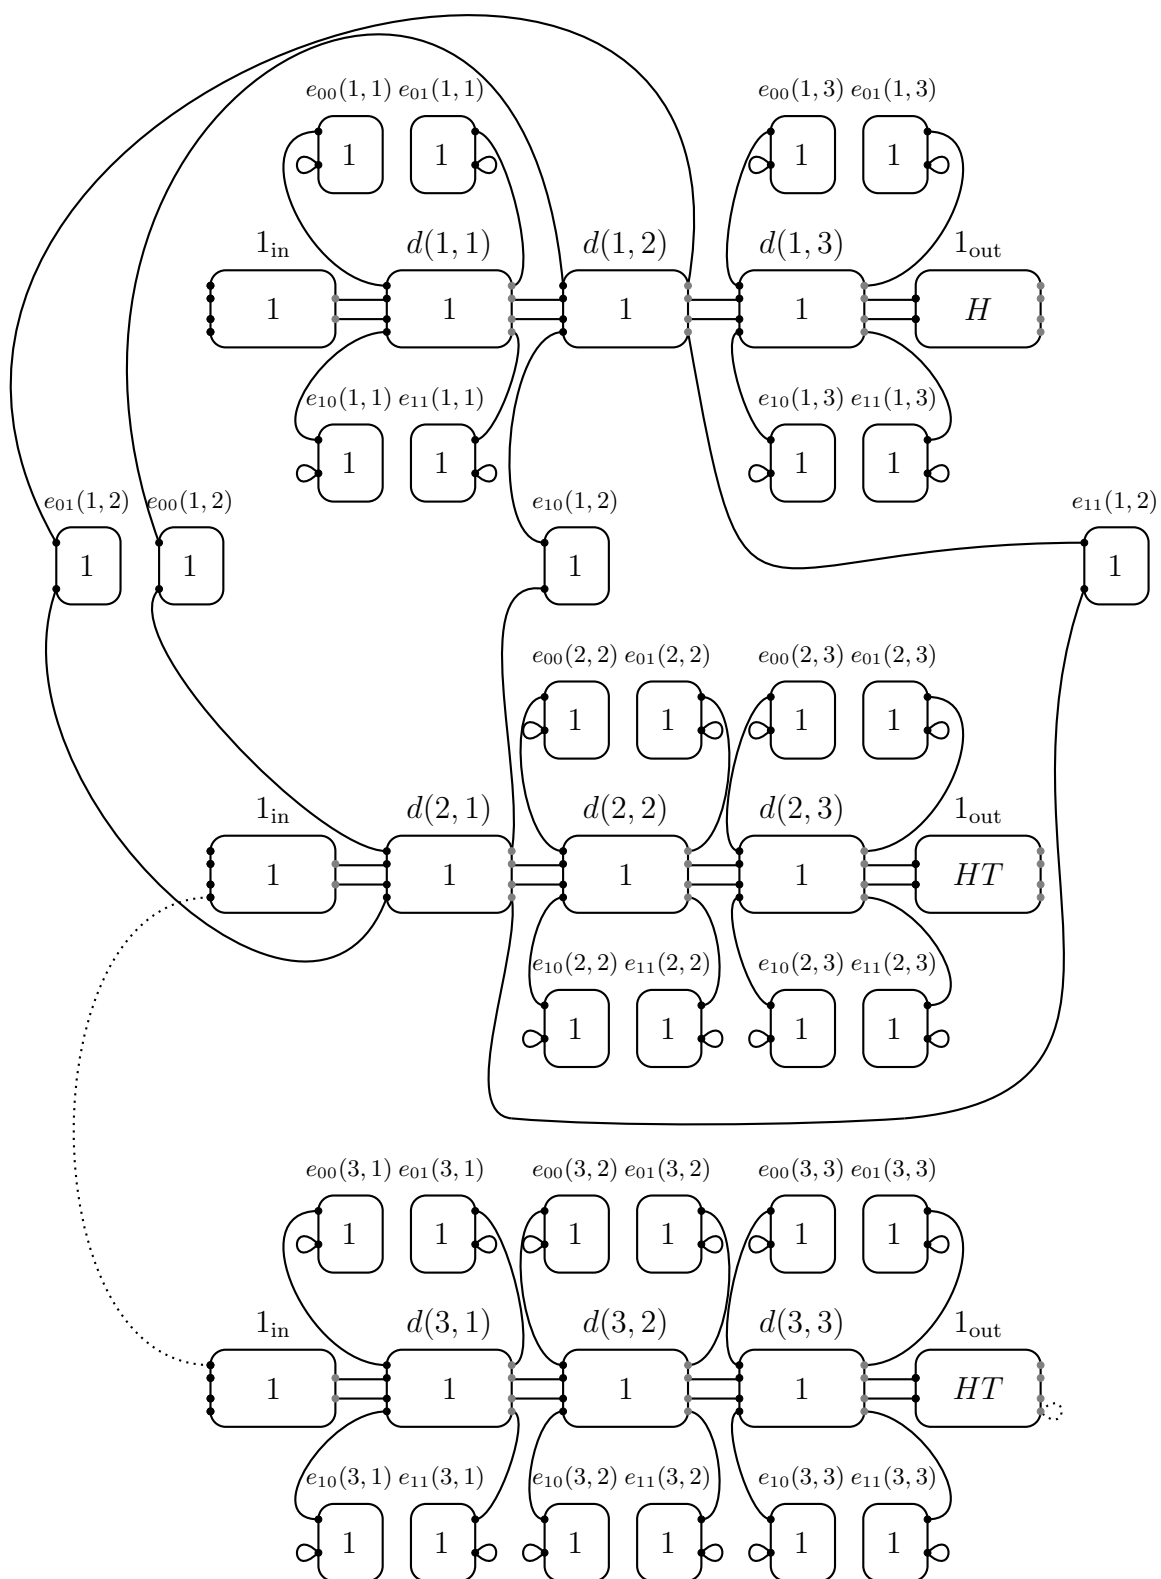 e₀₀(1, 1) e₀₁(1, 1) e₀₀(1, 3) e₀₁(1, 3)
1 1 1 1
1ᵢₙ d(1, 1) d(1, 2) d(1, 3) 1ₒᵤₜ
1 1 1 1 H
e₁₀(1, 1) e₁₁(1, 1) e₁₀(1, 3) e₁₁(1, 3)
1 1 1 1
e₀₁(1, 2) e₀₀(1, 2) e₁₀(1, 2) e₁₁(1, 2)
1 1 1 1
e₀₀(2, 2) e₀₁(2, 2) e₀₀(2, 3) e₀₁(2, 3)
1 1 1 1
1ᵢₙ d(2, 1) d(2, 2) d(2, 3) 1ₒᵤₜ
1 1 1 1 HT
e₁₀(2, 2) e₁₁(2, 2) e₁₀(2, 3) e₁₁(2, 3)
1 1 1 1
e₀₀(3, 1) e₀₁(3, 1) e₀₀(3, 2) e₀₁(3, 2) e₀₀(3, 3) e₀₁(3, 3)
1 1 1 1 1 1
1ᵢₙ d(3, 1) d(3, 2) d(3, 3) 1ₒᵤₜ
1 1 1 1 HT
e₁₀(3, 1) e₁₁(3, 1) e₁₀(3, 2) e₁₁(3, 2) e₁₀(3, 3) e₁₁(3, 3)
1 1 1 1 1 1